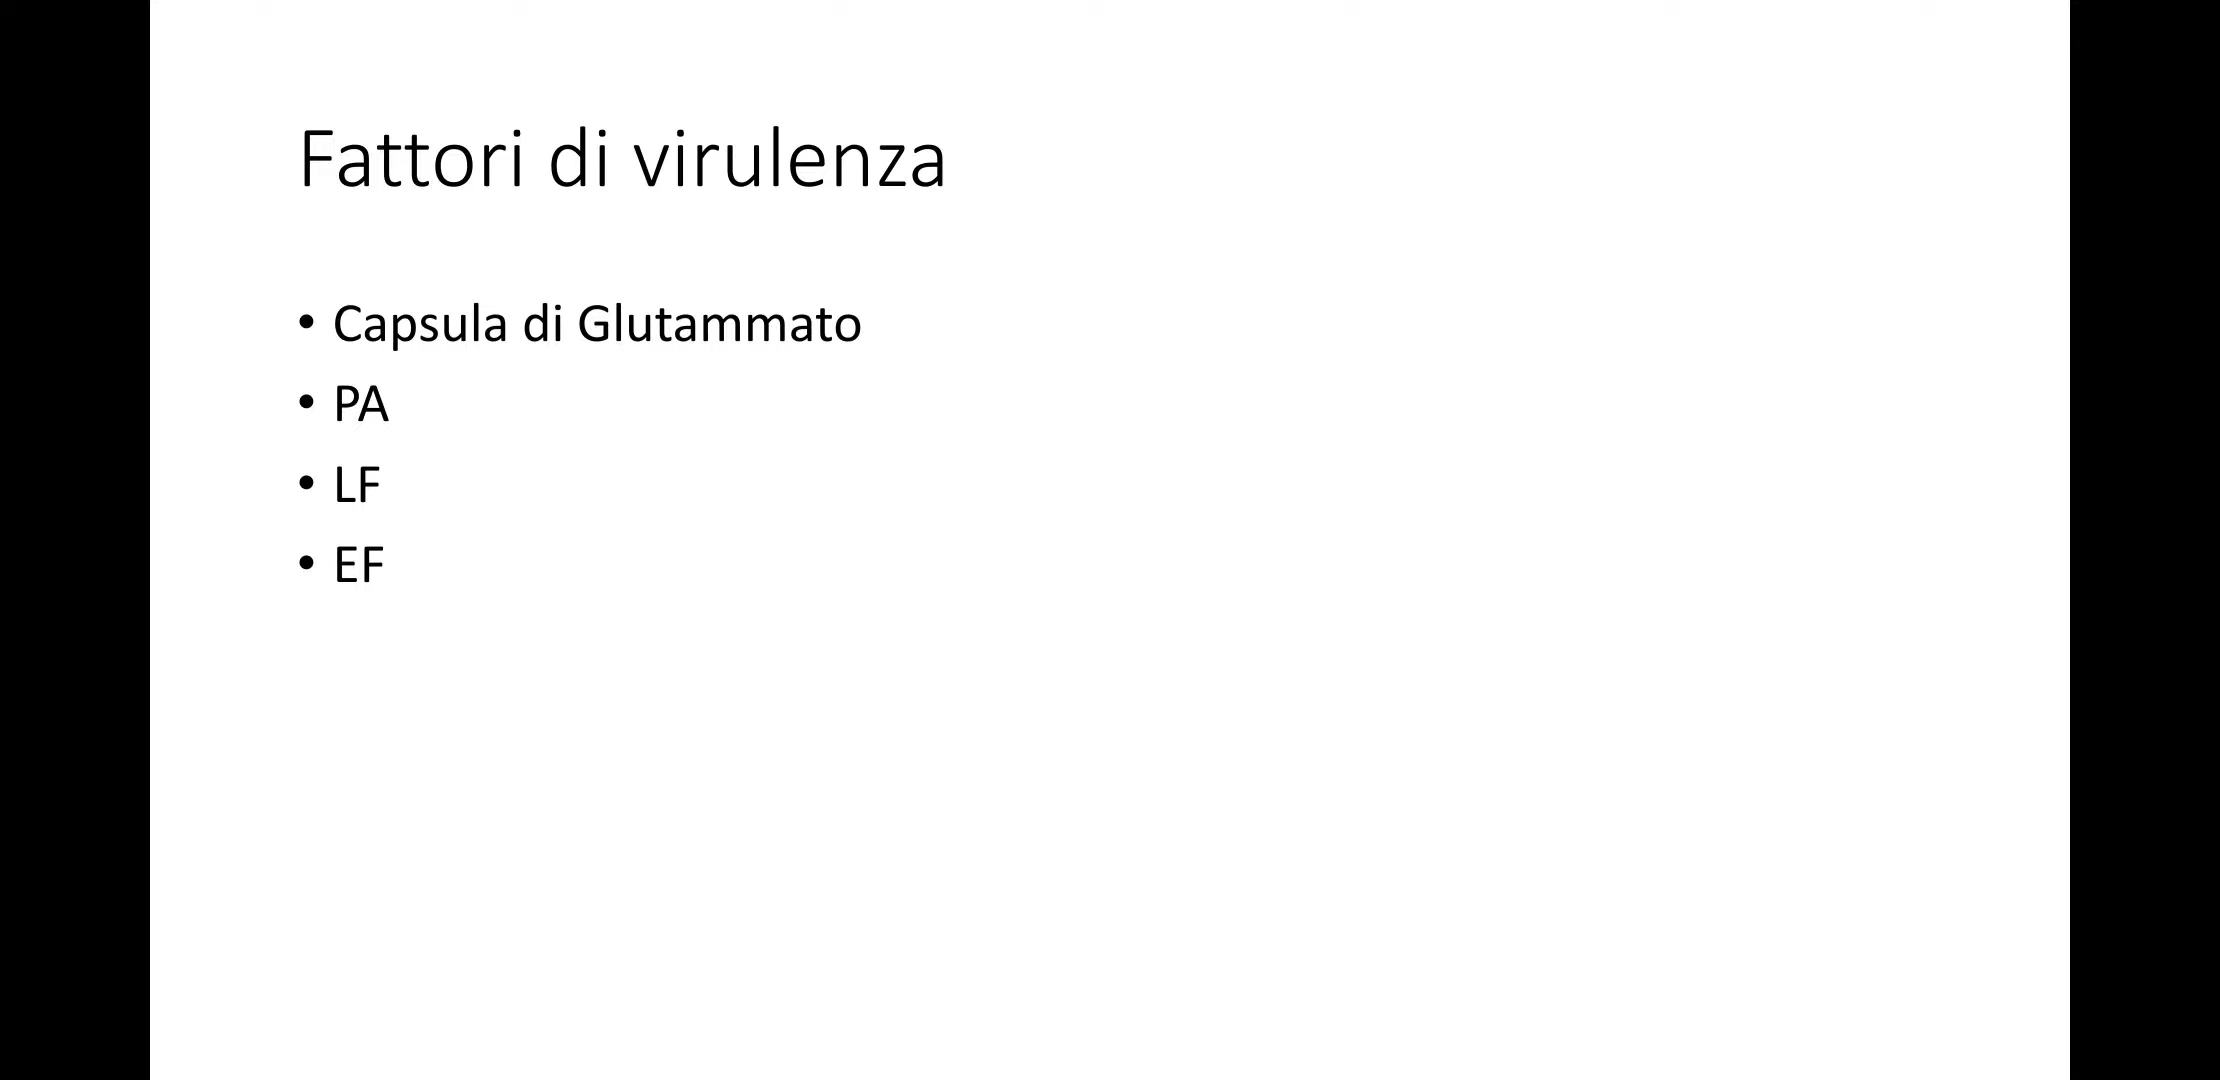 Fattori di virulenza
• Capsula di Glutammato
• PA
• LF
• EF